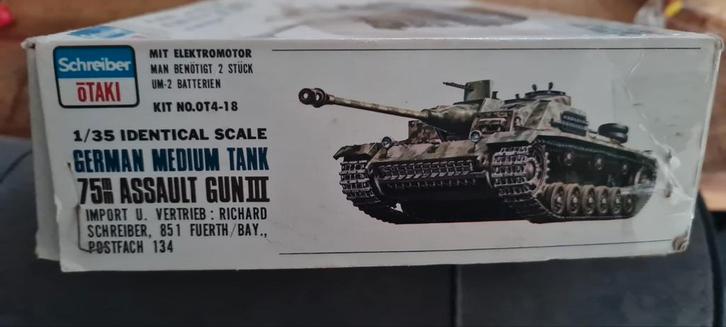 Schreiber
ōTAKI
MIT ELEKTROMOTOR
MAN BENÖTIGT 2 STÜCK
UM-2 BATTERIEN
KIT NO.OT4-18
1/35 IDENTICAL SCALE
GERMAN MEDIUM TANK
75mm ASSAULT GUN III
IMPORT U. VERTRIEB : RICHARD
SCHREIBER, 851 FUERTH/BAY.,
POSTFACH 134